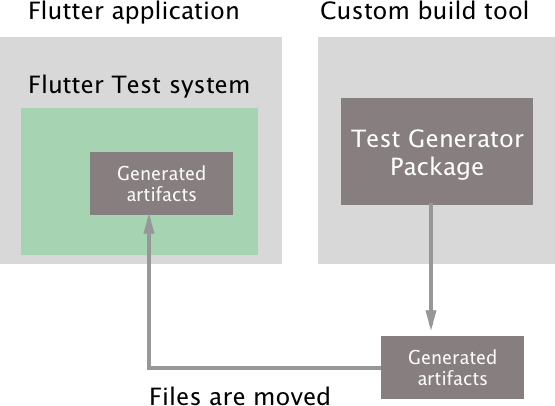 Flutter application
Custom build tool
Flutter Test system
Test Generator
Package
Generated
artifacts
Generated
artifacts
Files are moved